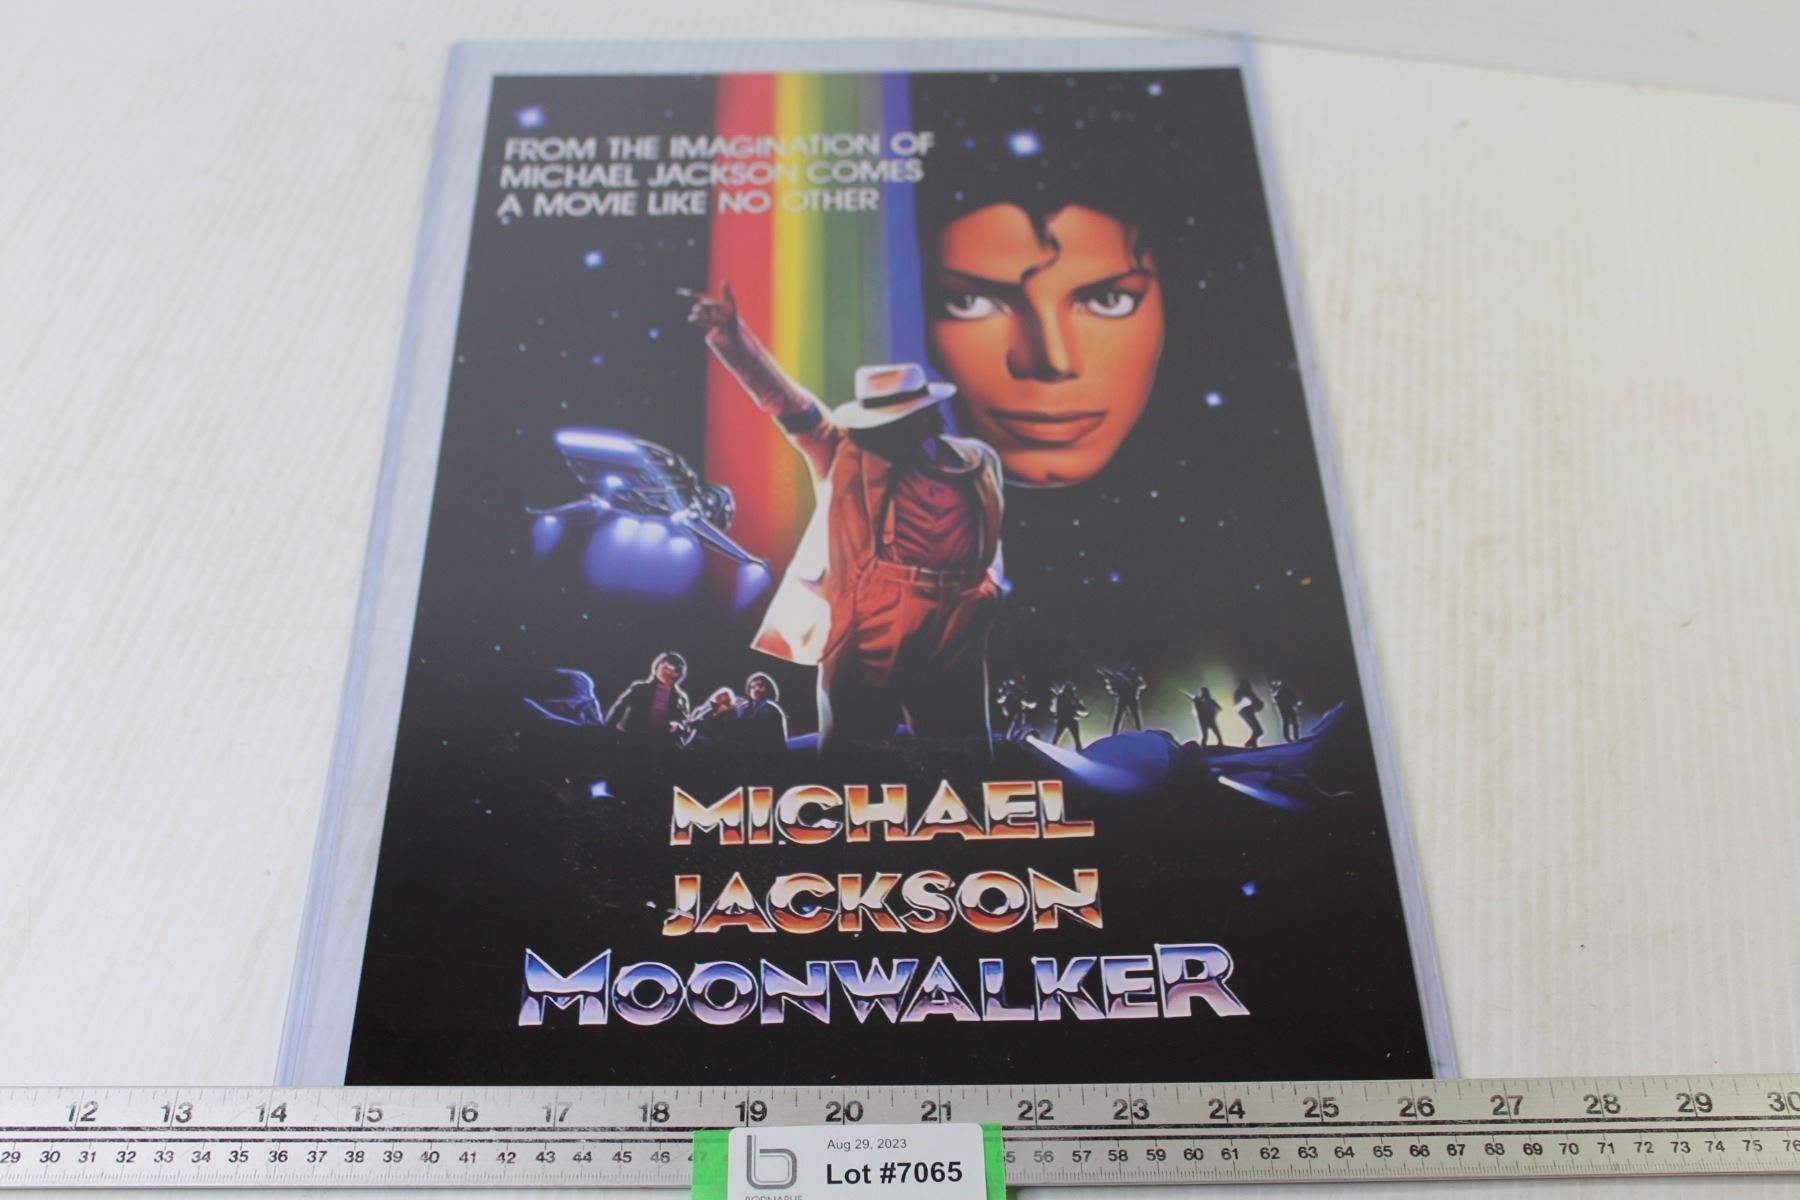 FROM THE IMAGINATION OF
MICHAEL JACKSON COMES
A MOVIE LIKE NO OTHER
MICHAEL
JACKSON
MOONWALKER
12 13 14 15 16 17 18 19 20 21 22 23 24 25 26 27 28 29 30
29 30 31 32 33 34 35 36 37 38 39 40 41 42 43 44 45 46 47 55 56 57 58 59 60 61 62 63 64 65 66 67 68 69 70 71 72 73 74 75 76
Aug 29, 2023
b
Lot #7065